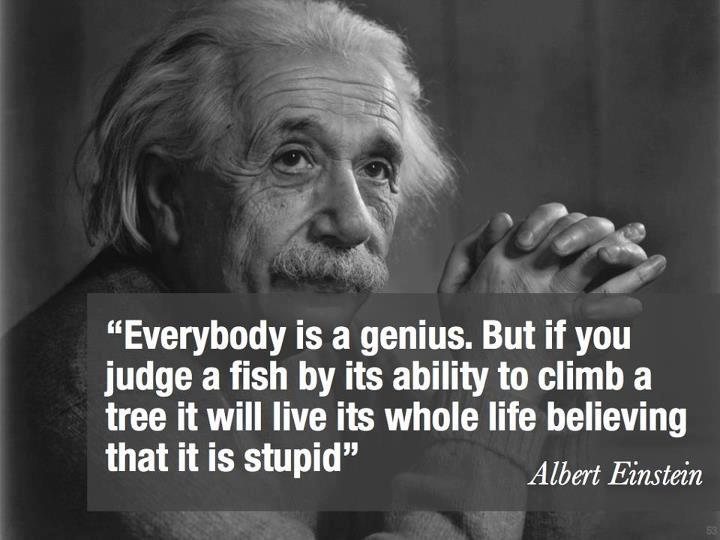 “Everybody is a genius. But if you
judge a fish by its ability to climb a
tree it will live its whole life believing
that it is stupid”
Albert Einstein
53